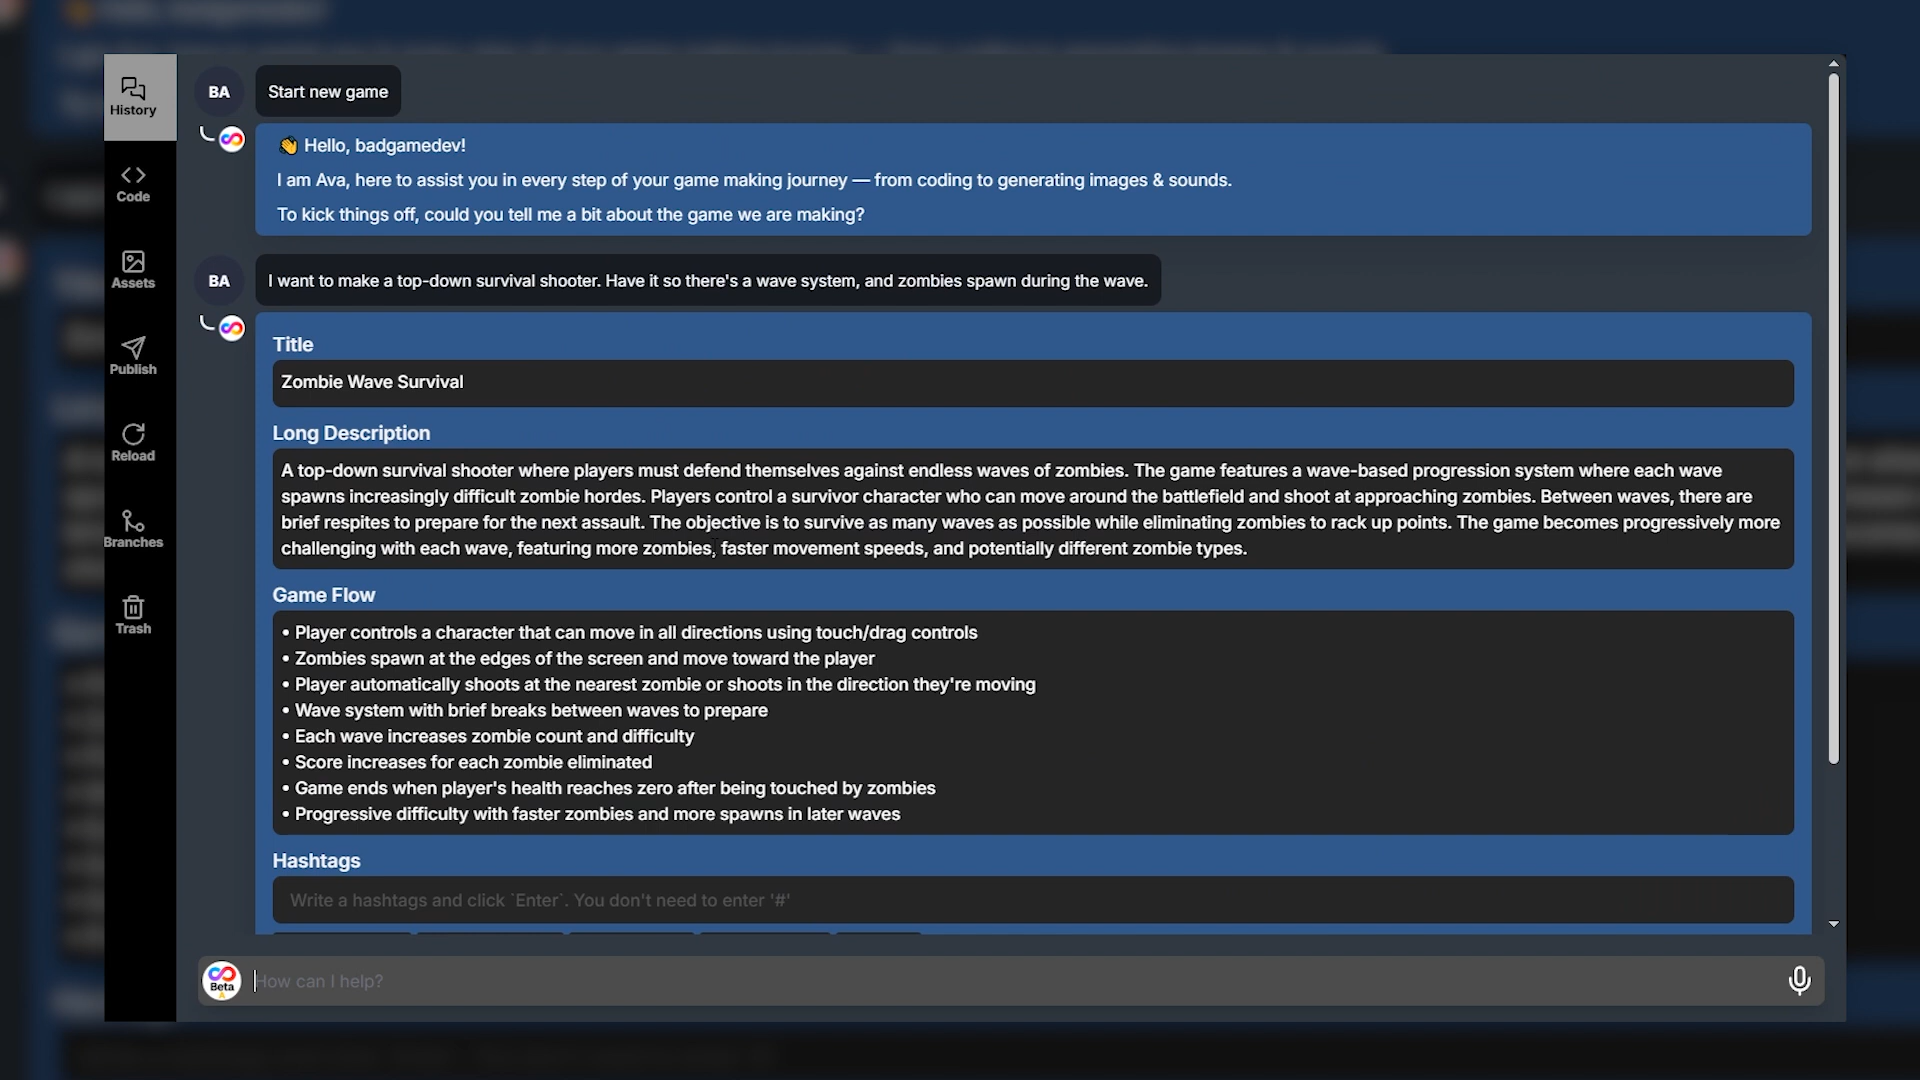 History
Code
Assets
Publish
Reload
Branches
Trash
BA
Start new game
👋 Hello, badgamedev!
I am Ava, here to assist you in every step of your game making journey — from coding to generating images & sounds.
To kick things off, could you tell me a bit about the game we are making?
BA
I want to make a top-down survival shooter. Have it so there's a wave system, and zombies spawn during the wave.
Title
Zombie Wave Survival
Long Description
A top-down survival shooter where players must defend themselves against endless waves of zombies. The game features a wave-based progression system where each wave
spawns increasingly difficult zombie hordes. Players control a survivor character who can move around the battlefield and shoot at approaching zombies. Between waves, there are
brief respites to prepare for the next assault. The objective is to survive as many waves as possible while eliminating zombies to rack up points. The game becomes progressively more
challenging with each wave, featuring more zombies, faster movement speeds, and potentially different zombie types.
Game Flow
• Player controls a character that can move in all directions using touch/drag controls
• Zombies spawn at the edges of the screen and move toward the player
• Player automatically shoots at the nearest zombie or shoots in the direction they're moving
• Wave system with brief breaks between waves to prepare
• Each wave increases zombie count and difficulty
• Score increases for each zombie eliminated
• Game ends when player's health reaches zero after being touched by zombies
• Progressive difficulty with faster zombies and more spawns in later waves
Hashtags
Write a hashtags and click `Enter`. You don't need to enter '#'
Beta
How can I help?